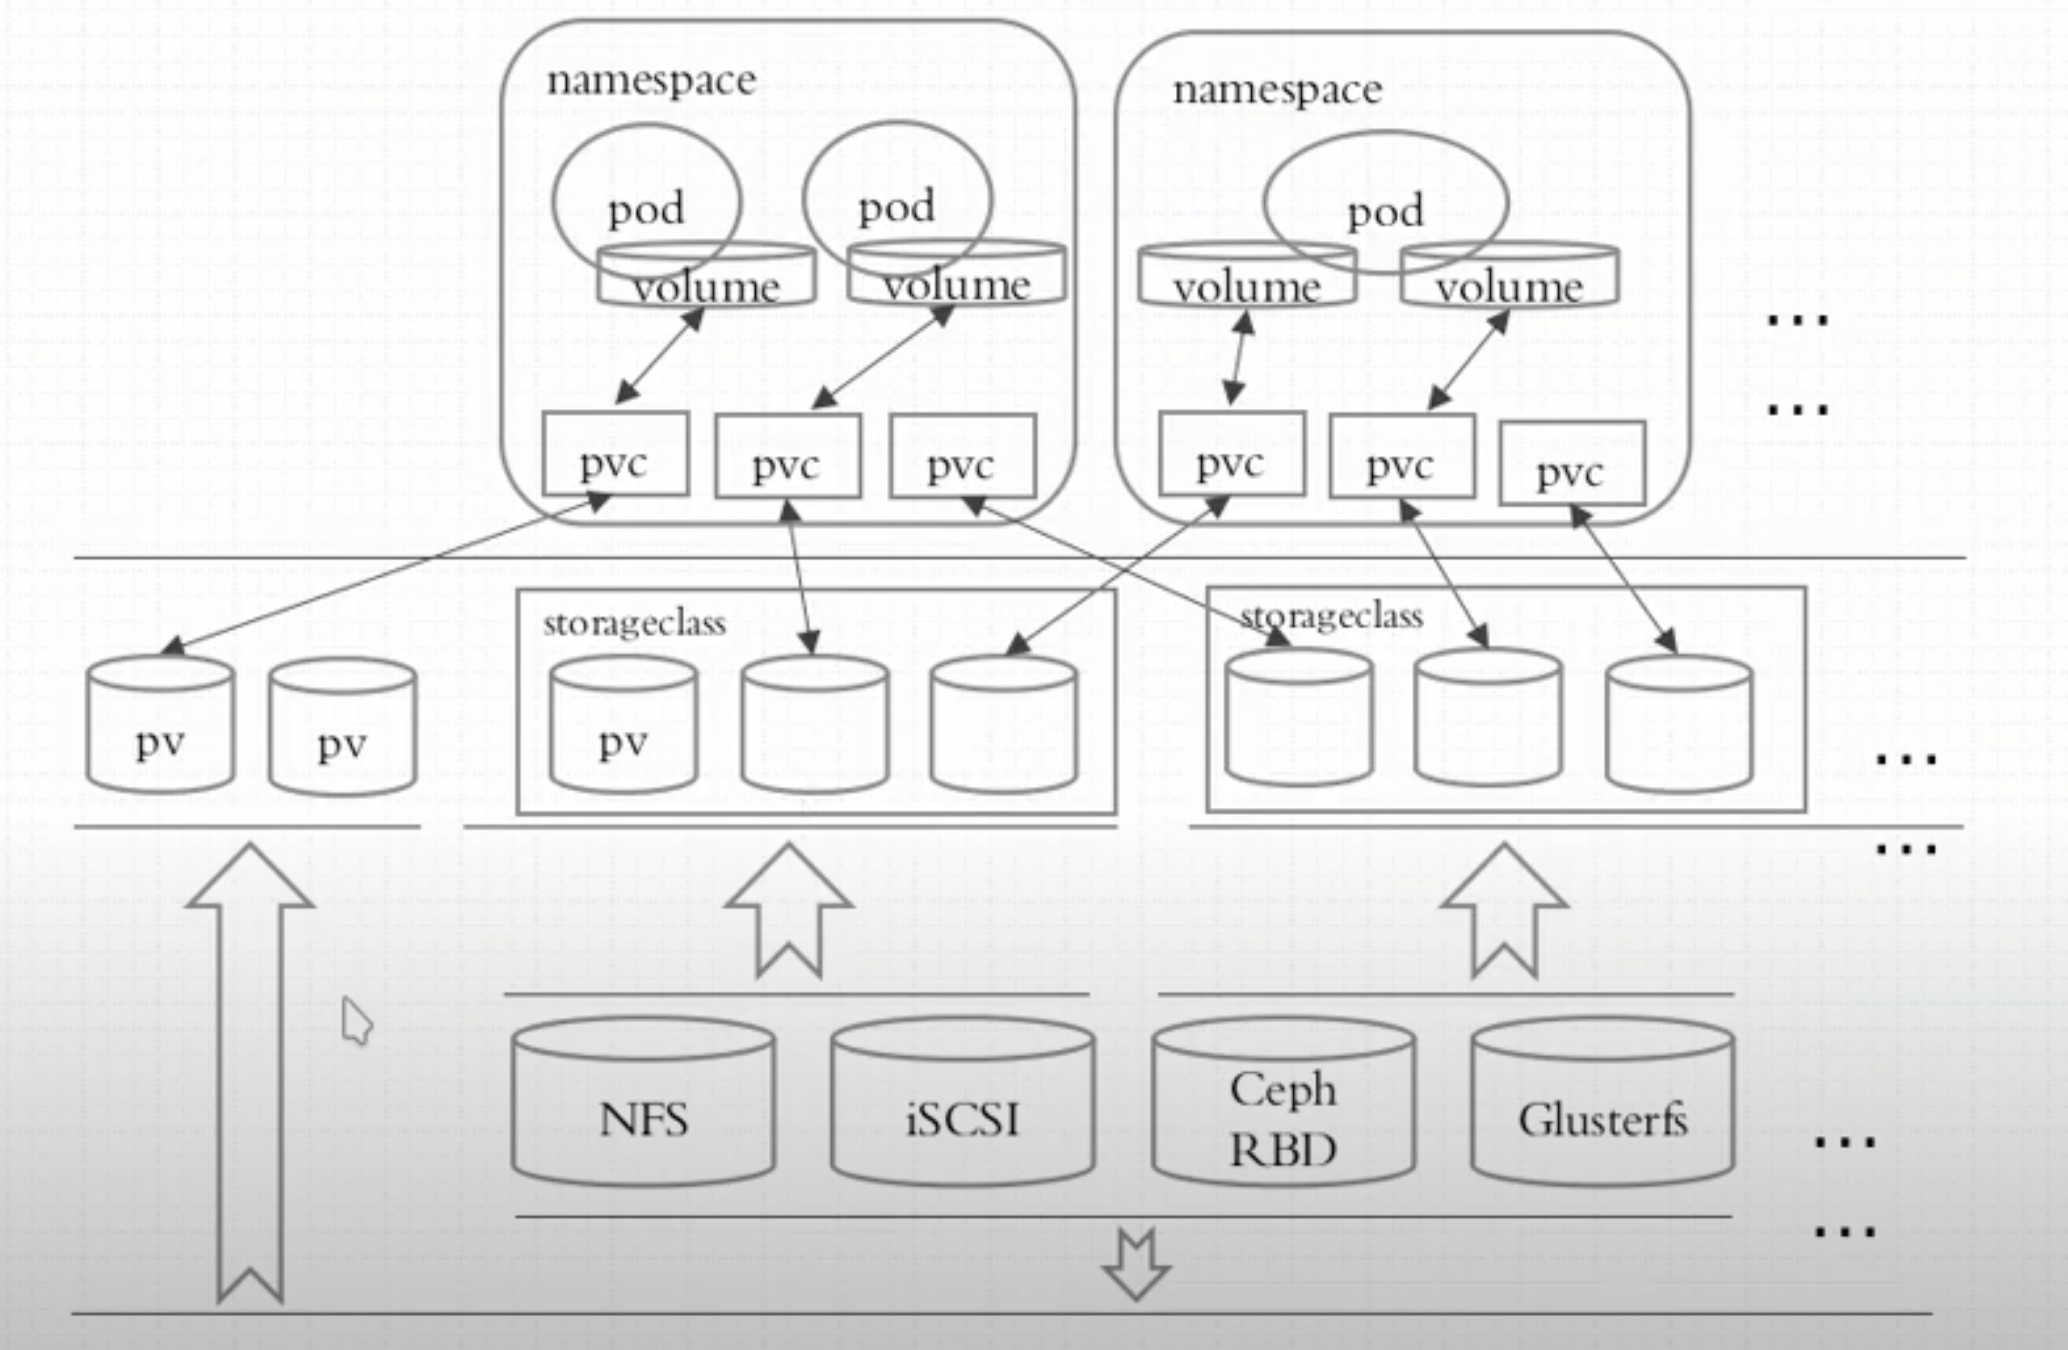 namespace
namespace
pod
pod
pod
volume
volume
volume
volume
...
...
pvc
pvc
pvc
pvc
pvc
pvc
storageclass
storageclass
pv
pv
pv
...
...
NFS
iSCSI
Ceph
RBD
Glusterfs
...
...